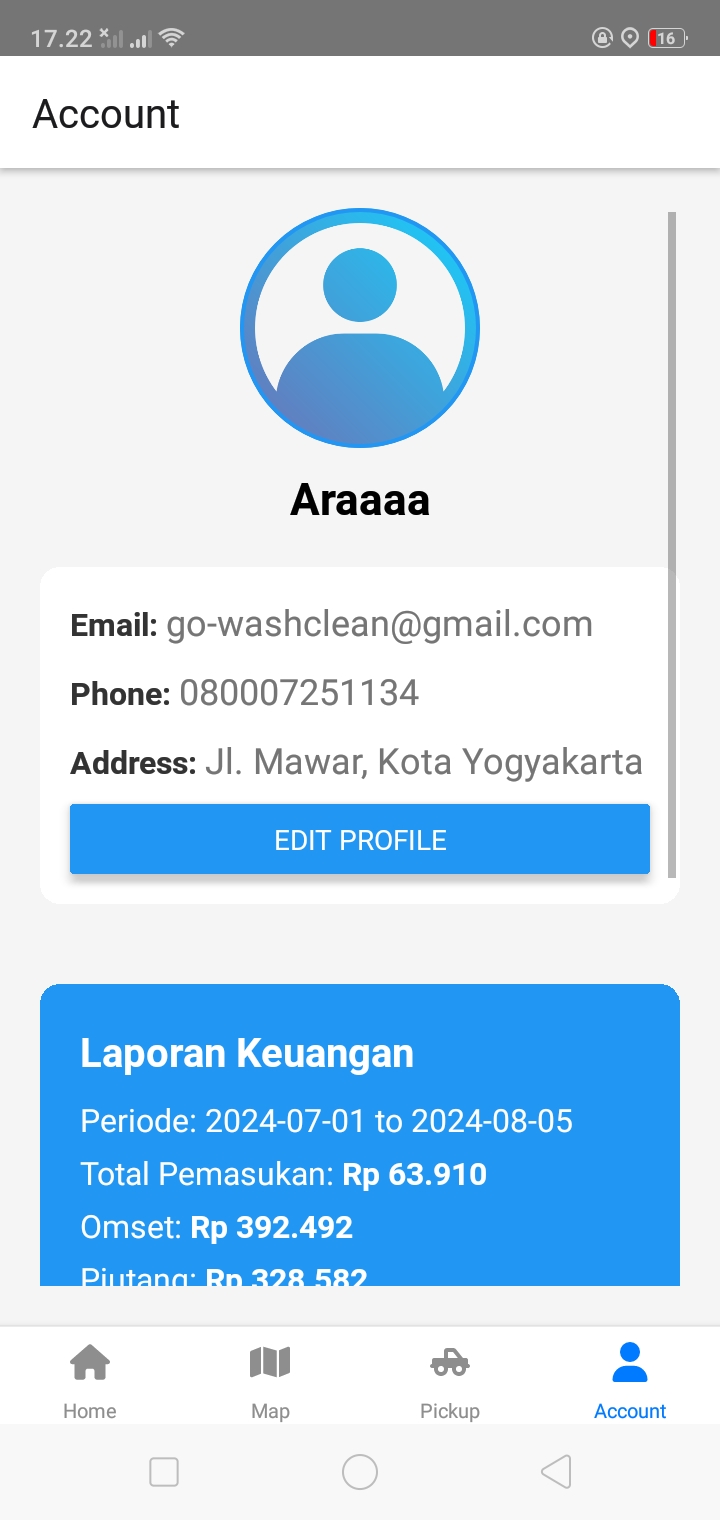 17.22
16
Account
Araaaa
Email: go-washclean@gmail.com
Phone: 080007251134
Address: Jl. Mawar, Kota Yogyakarta
EDIT PROFILE
Laporan Keuangan
Periode: 2024-07-01 to 2024-08-05
Total Pemasukan: Rp 63.910
Omset: Rp 392.492
Piutang: Rp 328.582
Home Map Pickup Account